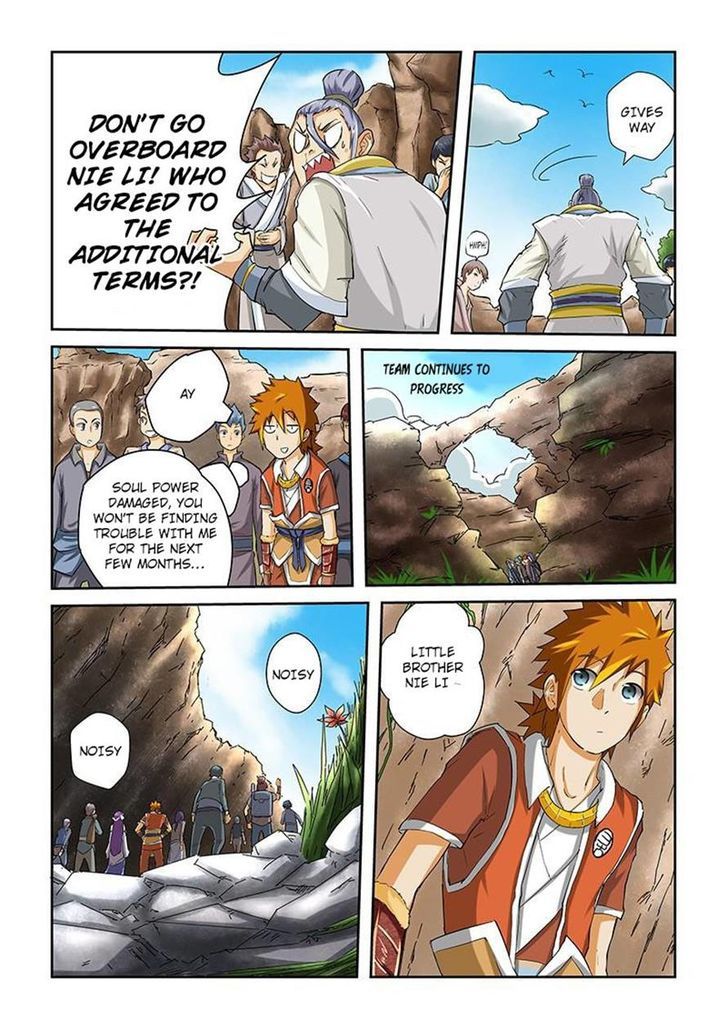 DON'T GO
OVERBOARD
NIE LI! WHO
AGREED TO
THE
ADDITIONAL
TERMS?!
GIVES
WAY
HMPH!
AY
SOUL POWER
DAMAGED, YOU
WON'T BE FINDING
TROUBLE WITH ME
FOR THE NEXT
FEW MONTHS...
TEAM CONTINUES TO
PROGRESS
NOISY
NOISY
LITTLE
BROTHER
NIE LI